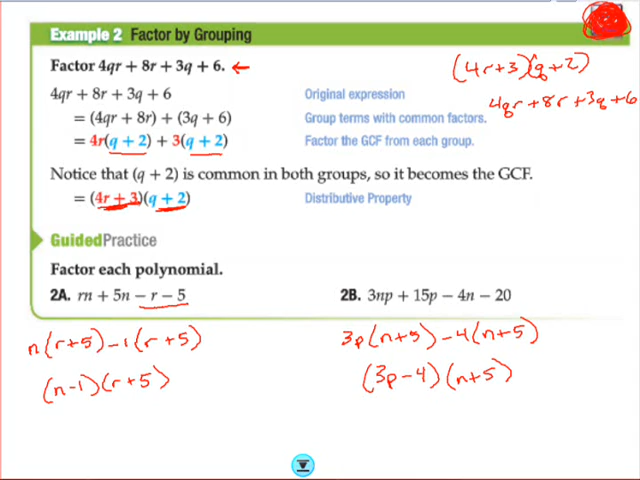 Example 2 Factor by Grouping
Factor 4qr + 8r + 3q + 6.
(4r+3)(q+2)
4qr + 8r + 3q + 6
4qr + 8r + 3q + 6 Original expression
= (4qr + 8r) + (3q + 6) Group terms with common factors.
= 4r(q + 2) + 3(q + 2) Factor the GCF from each group.
Notice that (q + 2) is common in both groups, so it becomes the GCF.
= (4r + 3)(q + 2) Distributive Property
GuidedPractice
Factor each polynomial.
2A. rn + 5n − r − 5 2B. 3np + 15p − 4n − 20
n(r+5) −1(r+5) 3p(n+5) −4(n+5)
(n−1)(r+5) (3p−4)(n+5)